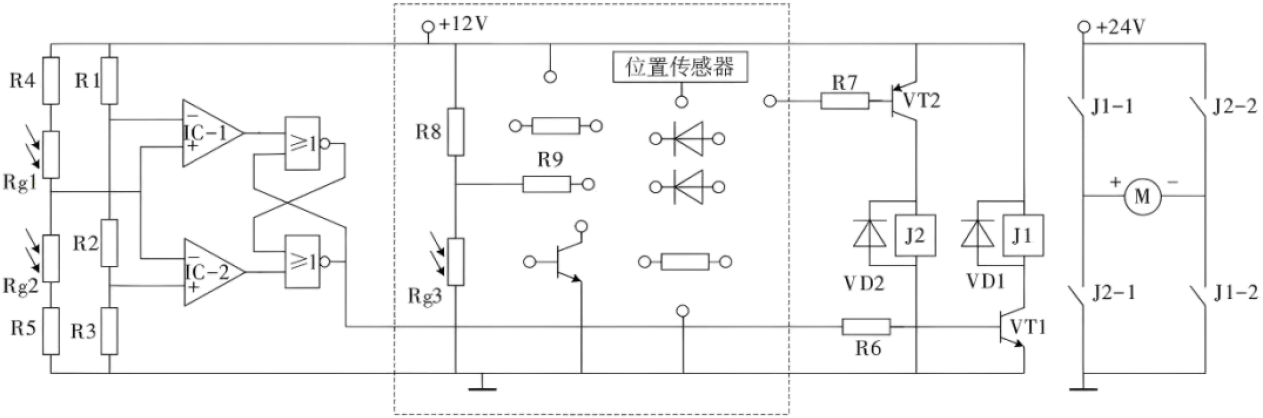 +12V
+24V
位置传感器
R4
R1
R7
VT2
J1-1
J2-2
IC-1
−
+
≥1
R8
Rg1
R9
+
M
−
R2
J2
J1
IC-2
−
+
≥1
Rg2
Rg3
VD2
VD1
J2-1
J1-2
R5
R3
R6
VT1